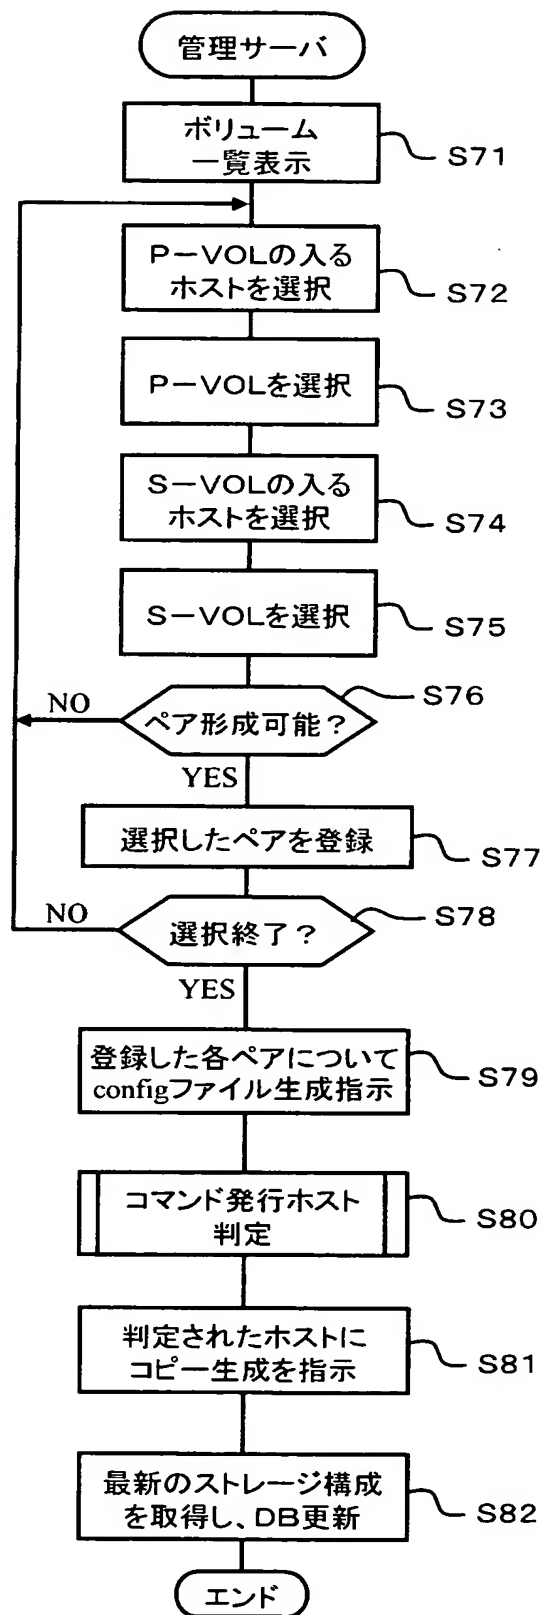 管理サーバ
ボリューム
一覧表示
S71
P－VOLの入る
ホストを選択
S72
P－VOLを選択
S73
S－VOLの入る
ホストを選択
S74
S－VOLを選択
S75
ペア形成可能？
S76
NO
YES
選択したペアを登録
S77
選択終了？
S78
NO
YES
登録した各ペアについて
configファイル生成指示
S79
コマンド発行ホスト
判定
S80
判定されたホストに
コピー生成を指示
S81
最新のストレージ構成
を取得し、DB更新
S82
エンド